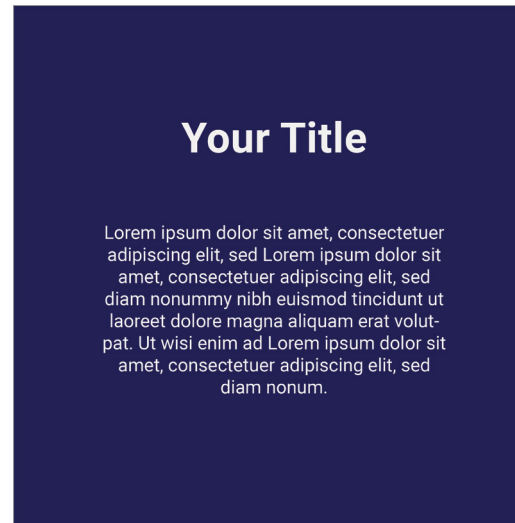 Your Title
Lorem ipsum dolor sit amet, consectetuer
adipiscing elit, sed Lorem ipsum dolor sit
amet, consectetuer adipiscing elit, sed
diam nonummy nibh euismod tincidunt ut
laoreet dolore magna aliquam erat volut-
pat. Ut wisi enim ad Lorem ipsum dolor sit
amet, consectetuer adipiscing elit, sed
diam nonum.